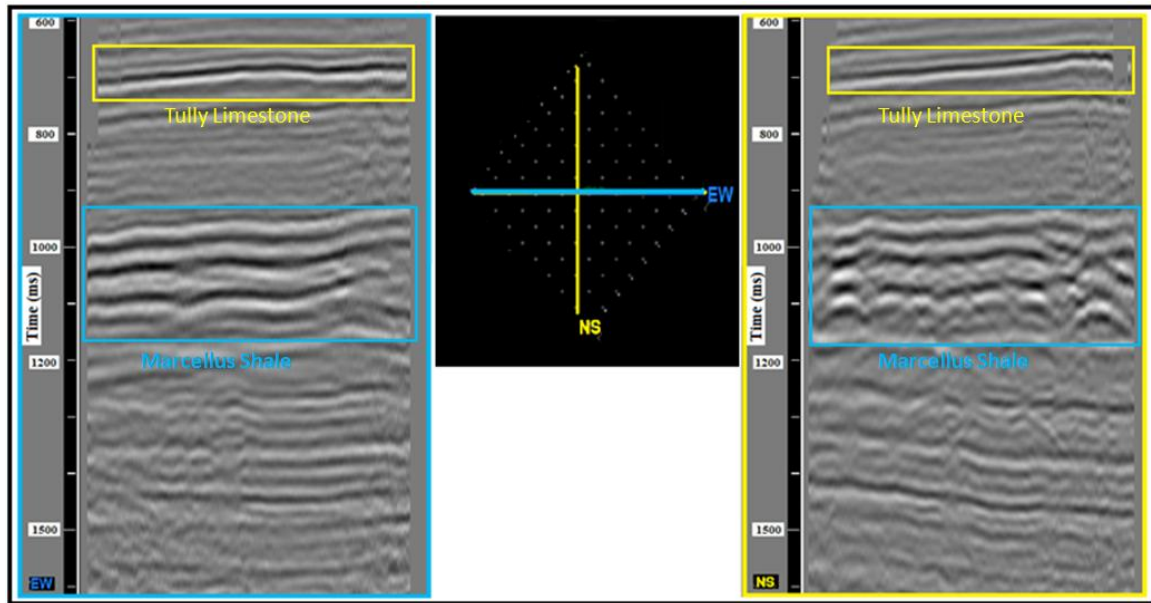 600
Tully Limestone
800
1000
Time (ms)
Marcellus Shale
1200
1500
EW
EW
NS
600
Tully Limestone
800
1000
Time (ms)
Marcellus Shale
1200
1500
NS